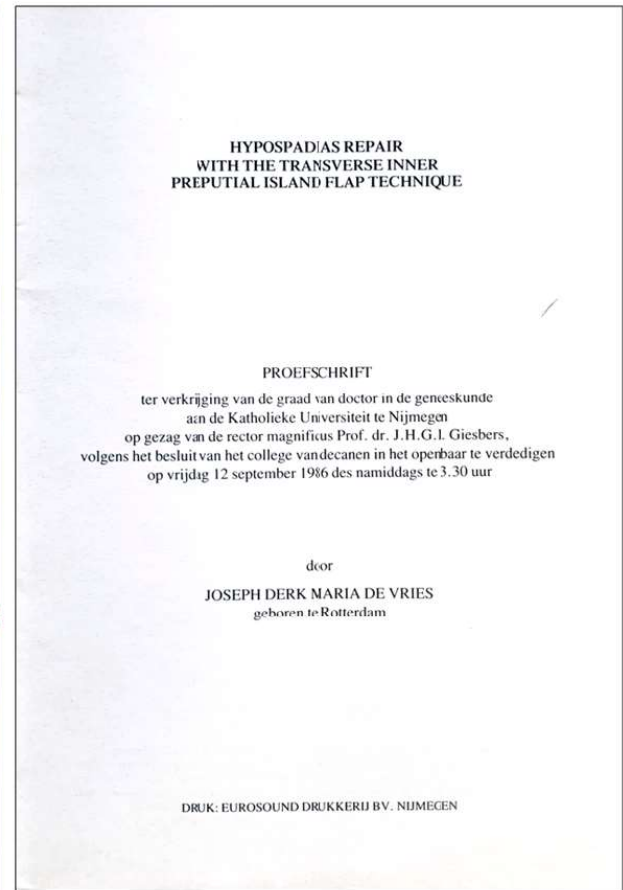 HYPOSPADIAS REPAIR
WITH THE TRANSVERSE INNER
PREPUTIAL ISLAND FLAP TECHNIQUE
PROEFSCHRIFT
ter verkrijging van de graad van doctor in de geneeskunde
aan de Katholieke Universiteit te Nijmegen
op gezag van de rector magnificus Prof. dr. J.H.G.I. Giesbers,
volgens het besluit van het college van decanen in het openbaar te verdedigen
op vrijdag 12 september 1986 des namiddags te 3.30 uur
door
JOSEPH DERK MARIA DE VRIES
geboren te Rotterdam
DRUK: EUROSOUND DRUKKERIJ BV. NIJMEGEN